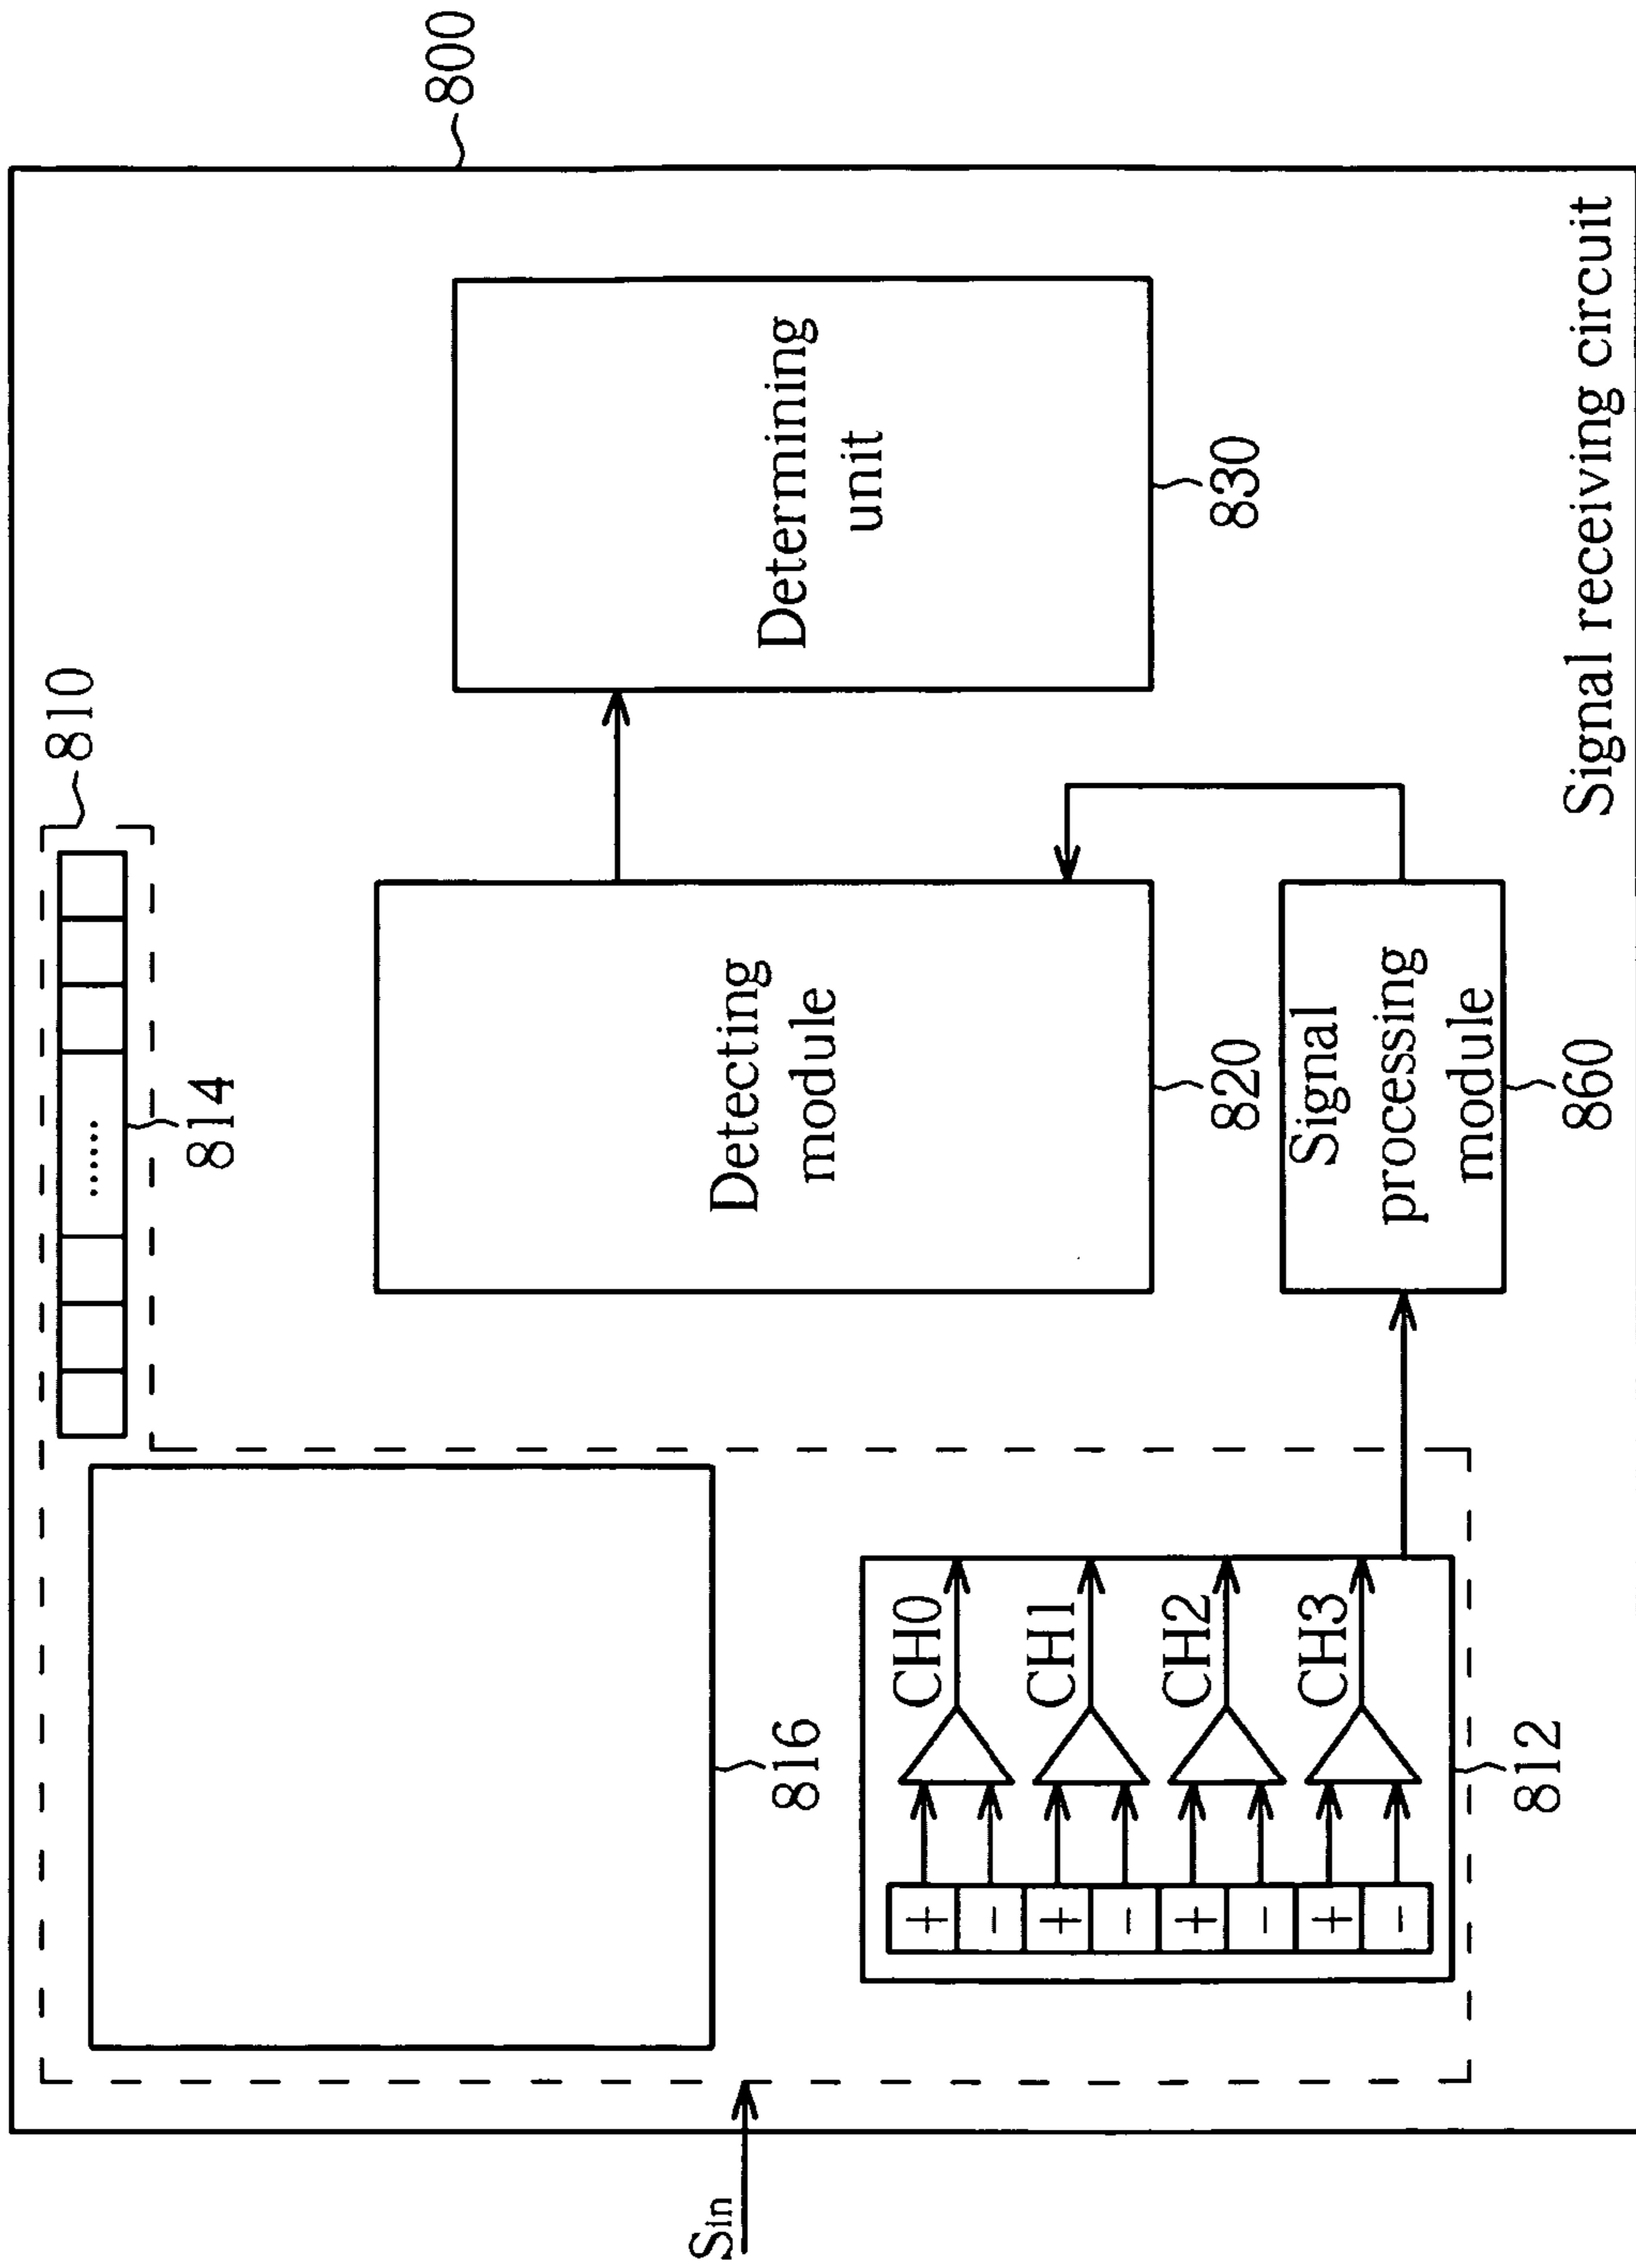 800
810
814
Determining
unit
830
Detecting
module
820
Signal
processing
module
860
816
CH0
CH1
CH2
CH3
+
-
+
-
+
-
+
-
812
Sin
Signal receiving circuit
......